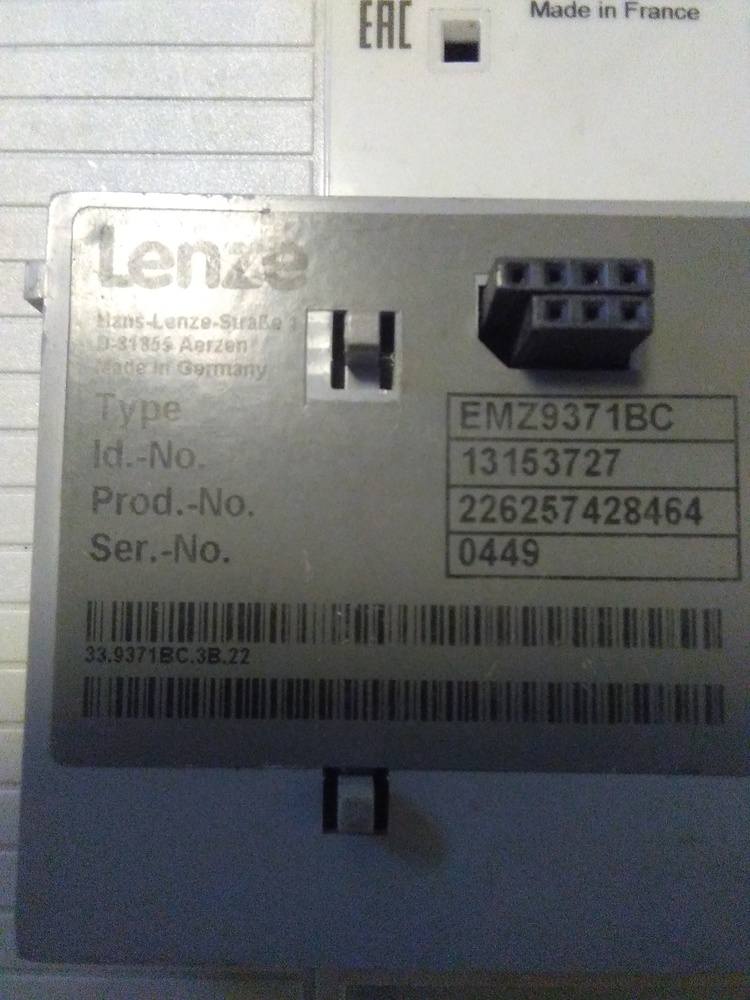 EAC
Made in France
Lenze
Hans-Lenze-Straße 1
D-31855 Aerzen
Made in Germany
Type EMZ9371BC
Id.-No. 13153727
Prod.-No. 226257428464
Ser.-No. 0449
33.9371BC.3B.22